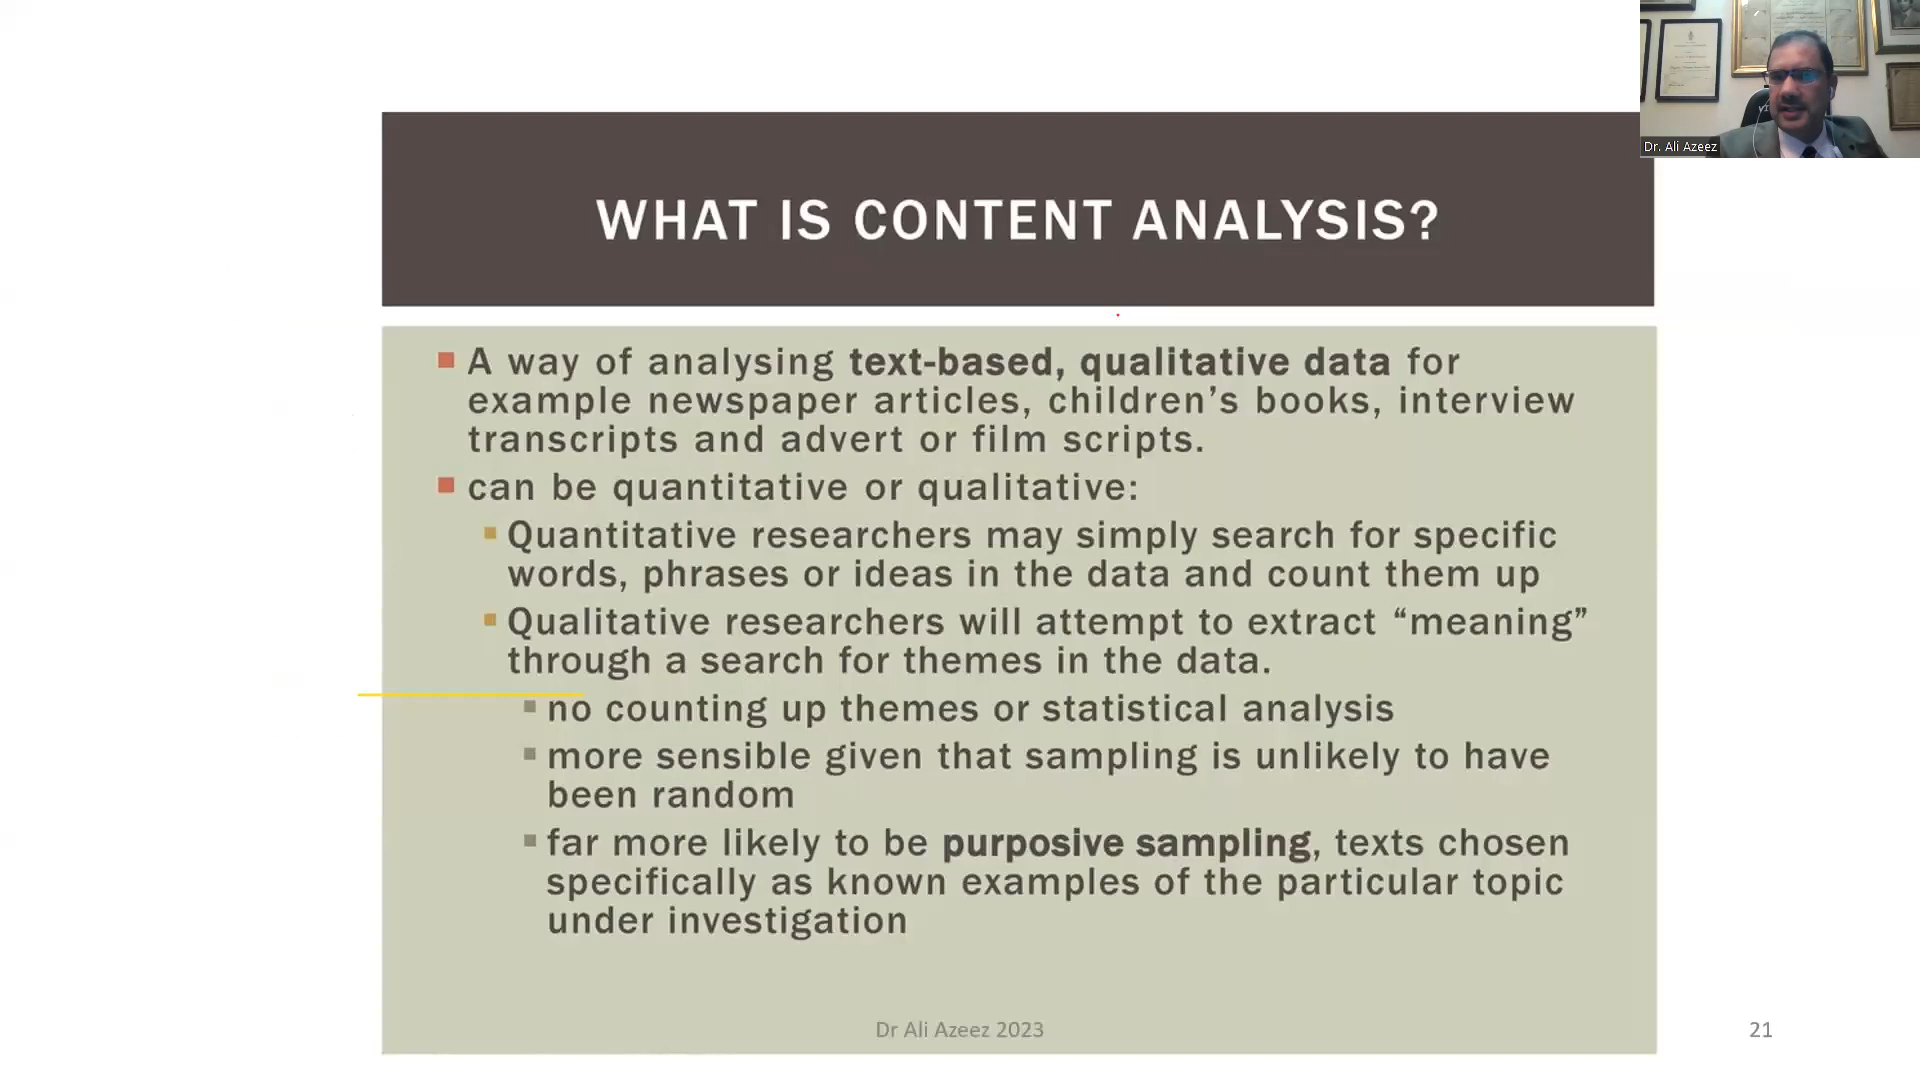 Dr. Ali Azeez
WHAT IS CONTENT ANALYSIS?
A way of analysing text-based, qualitative data for
example newspaper articles, children’s books, interview
transcripts and advert or film scripts.
can be quantitative or qualitative:
Quantitative researchers may simply search for specific
words, phrases or ideas in the data and count them up
Qualitative researchers will attempt to extract “meaning”
through a search for themes in the data.
no counting up themes or statistical analysis
more sensible given that sampling is unlikely to have
been random
far more likely to be purposive sampling, texts chosen
specifically as known examples of the particular topic
under investigation
Dr Ali Azeez 2023
21